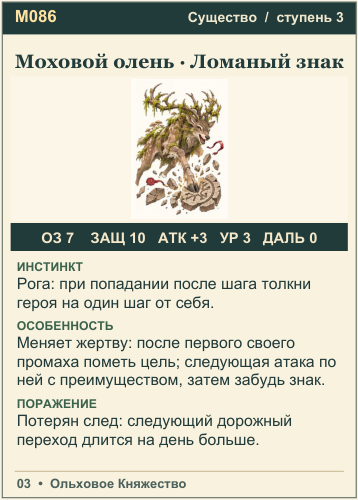 M086
Существо / ступень 3
Моховой олень · Ломаный знак
ОЗ 7 ЗАЩ 10 АТК +3 УР 3 ДАЛЬ 0
ИНСТИНКТ
Рога: при попадании после шага толкни
героя на один шаг от себя.
ОСОБЕННОСТЬ
Меняет жертву: после первого своего
промаха пометь цель; следующая атака по
ней с преимуществом, затем забудь знак.
ПОРАЖЕНИЕ
Потерян след: следующий дорожный
переход длится на день больше.
03 • Ольховое Княжество